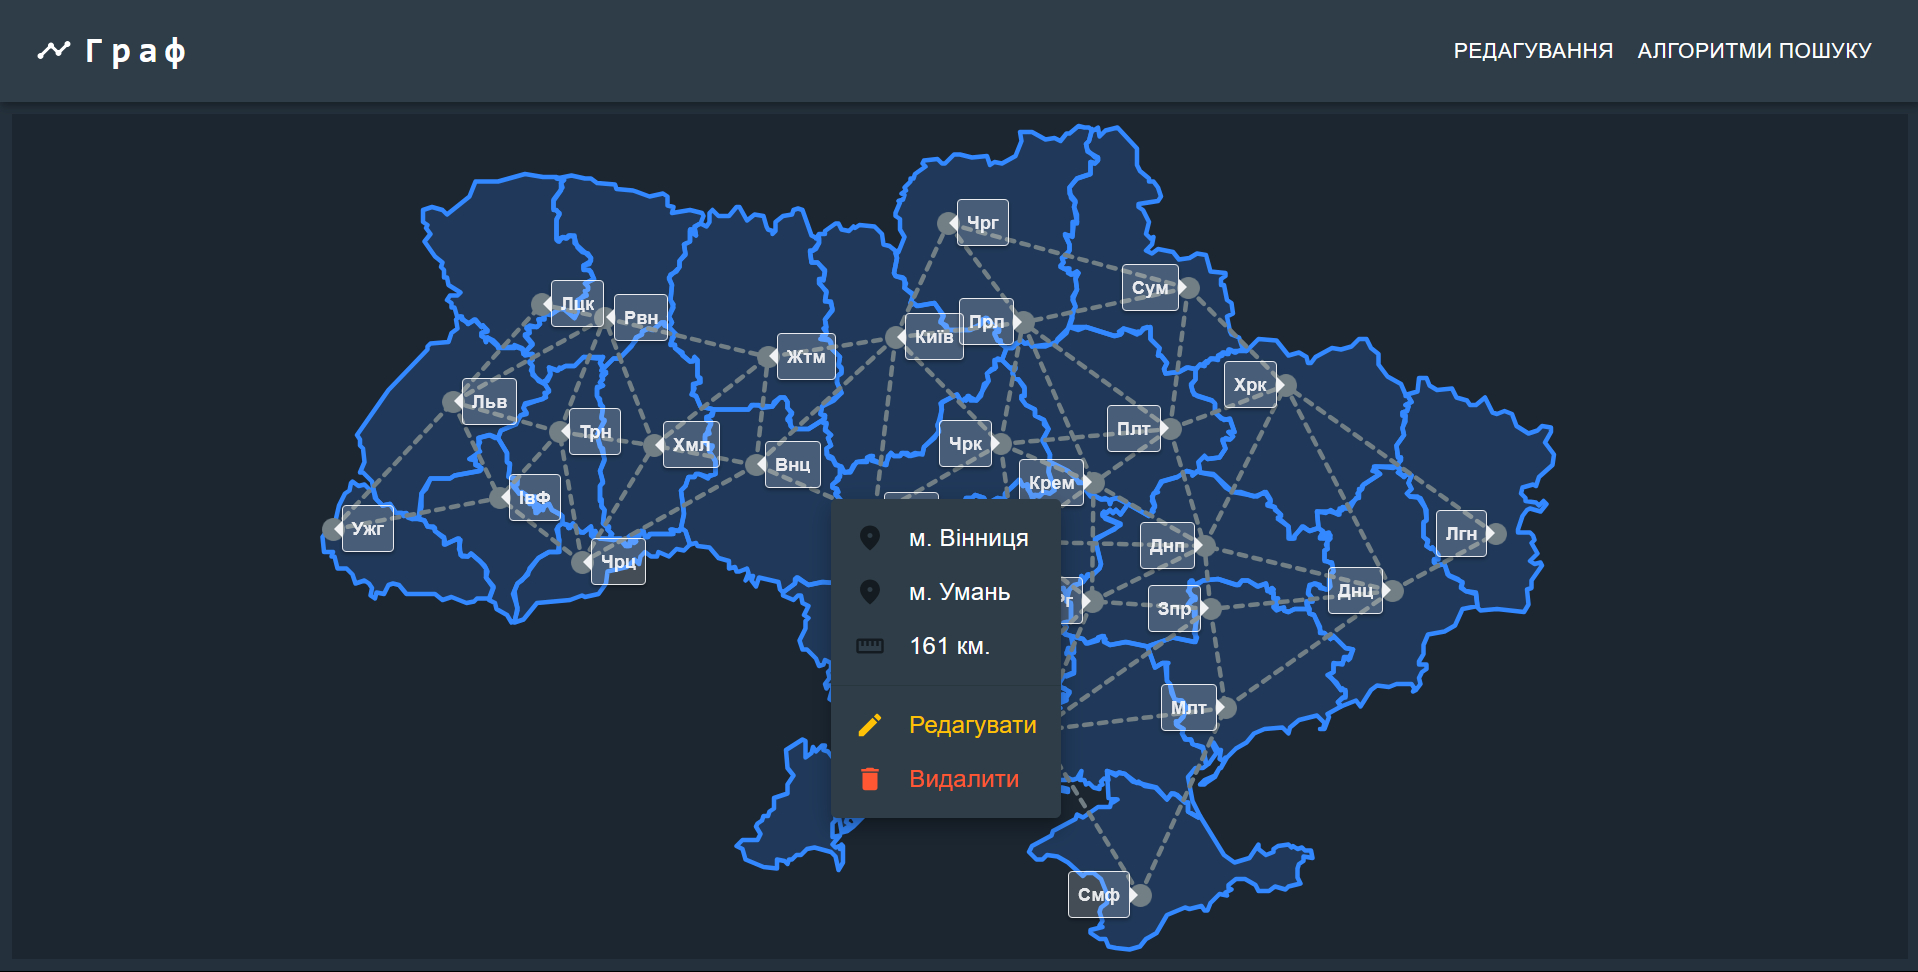 Граф
РЕДАГУВАННЯ
АЛГОРИТМИ ПОШУКУ
Чрг
Сум
Лцк
Рвн
Прл
Київ
Жтм
Хрк
Льв
Трн
Хмл
Плт
Чрк
Внц
Крем
ІвФ
Ужг
Лгн
Днп
Чрц
Днц
Зпр
Млт
Смф
м. Вінниця
м. Умань
161 км.
Редагувати
Видалити